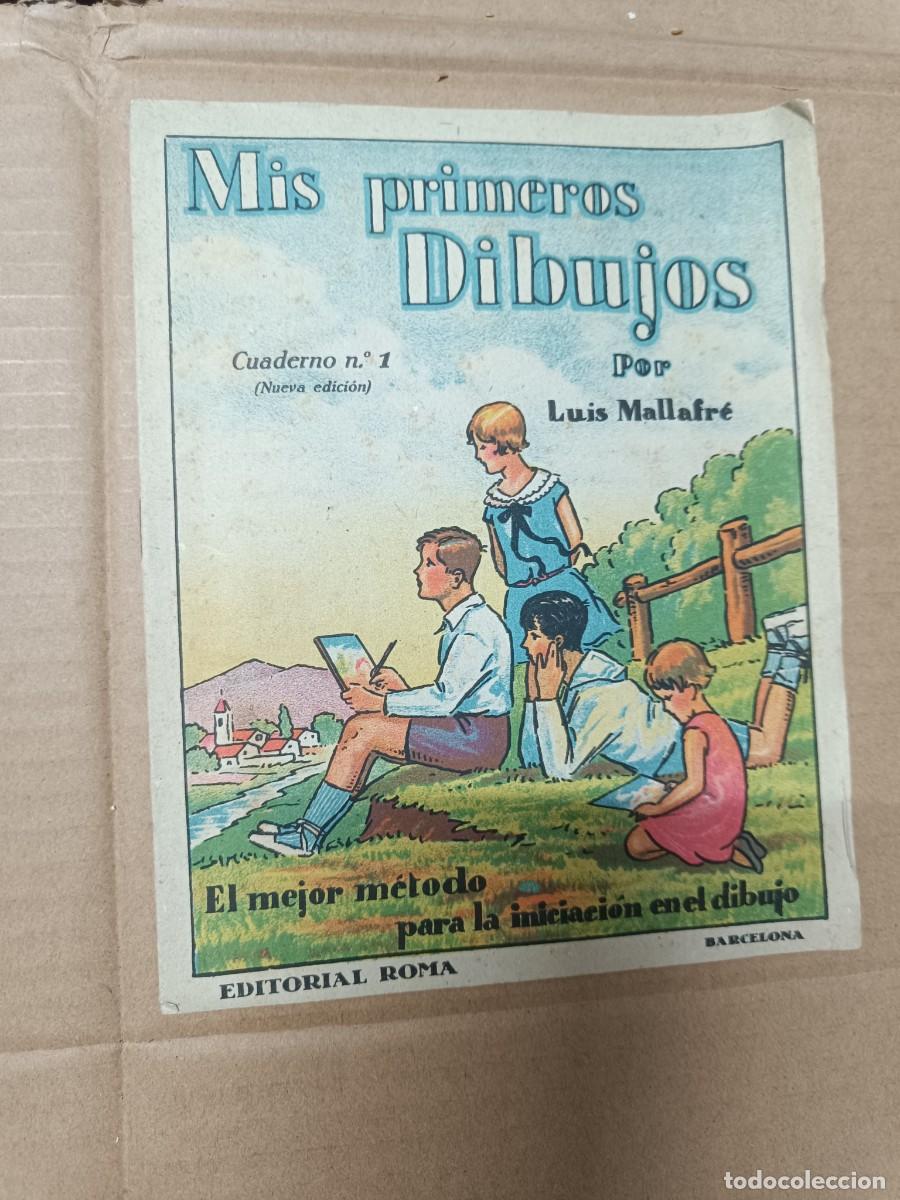 Mis primeros
Dibujos
Cuaderno n.º 1
(Nueva edición)
Por
Luis Mallafré
El mejor método
para la iniciación en el dibujo
EDITORIAL ROMA
BARCELONA
todocoleccion